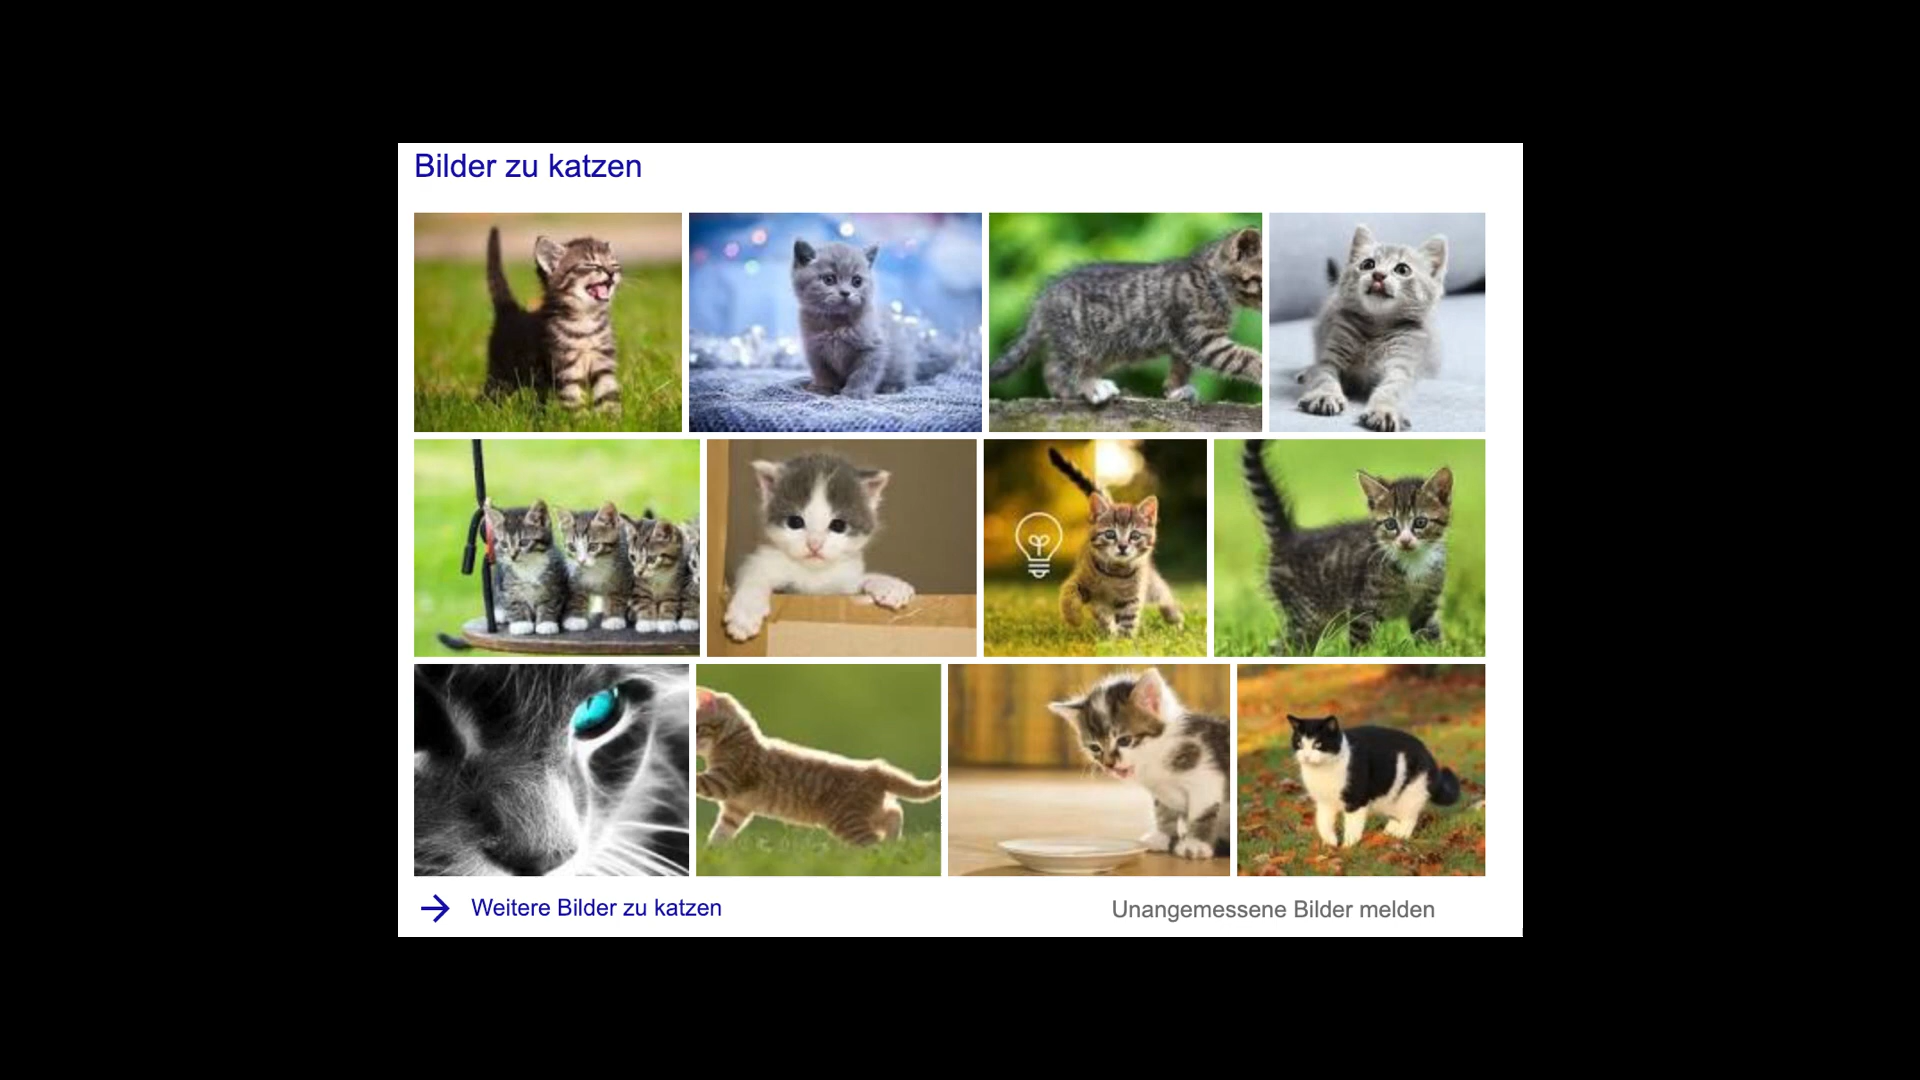 Bilder zu katzen
Weitere Bilder zu katzen
Unangemessene Bilder melden